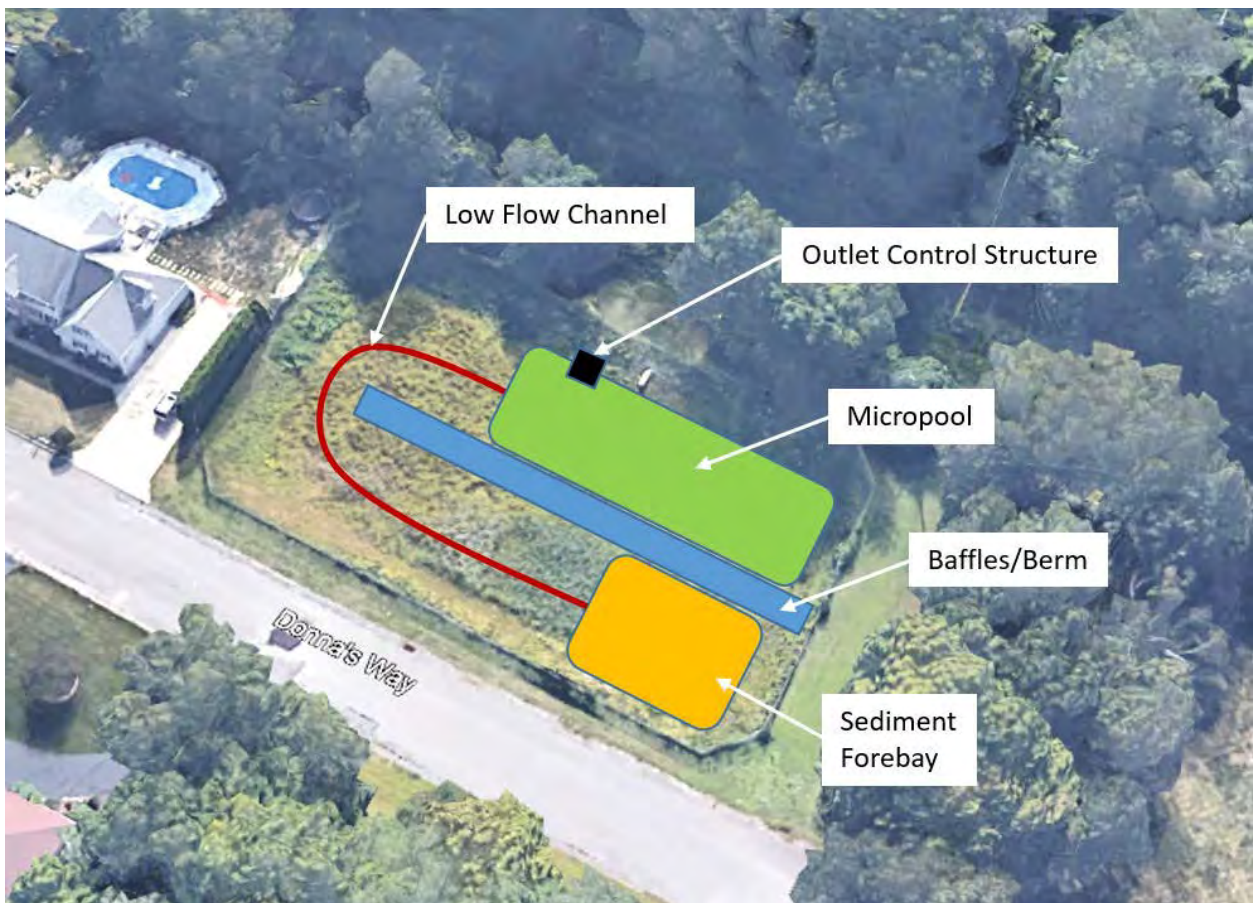 Low Flow Channel
Outlet Control Structure
Micropool
Baffles/Berm
Donna's Way
Sediment
Forebay